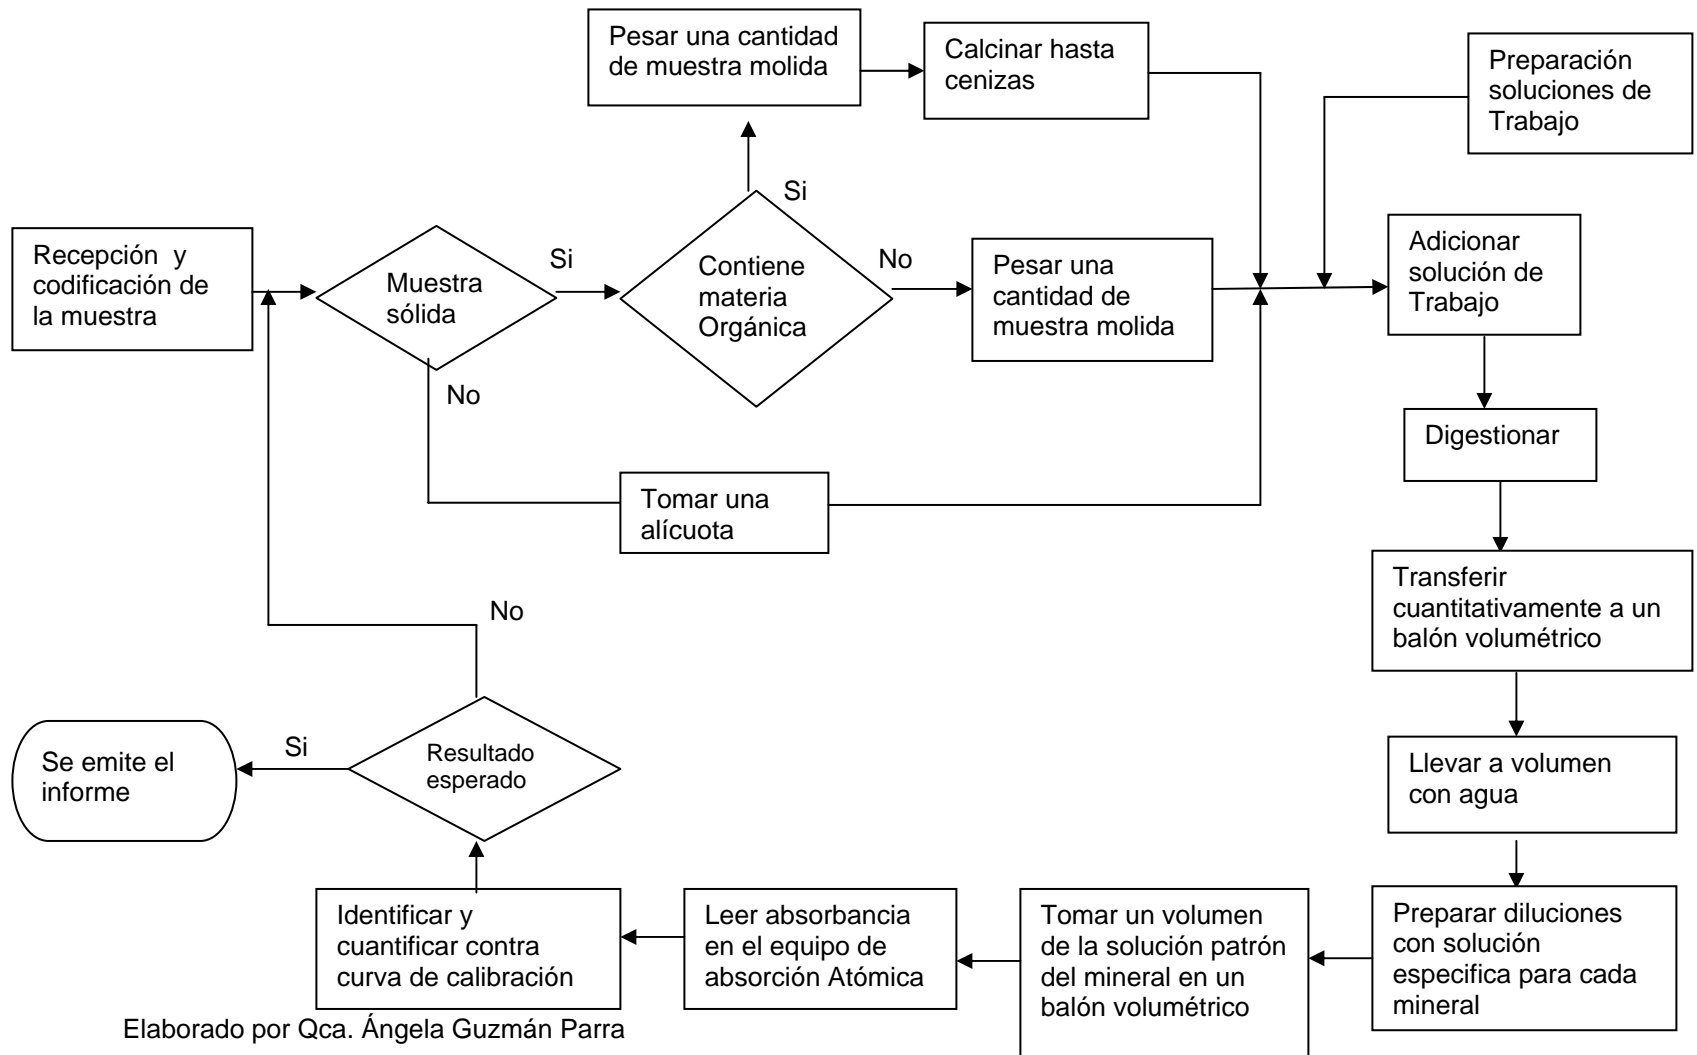 Pesar una cantidad
de muestra molida
Calcinar hasta
cenizas
Preparación
soluciones de
Trabajo
Si
Recepción y
codificación de
la muestra
Muestra
sólida
Si
Contiene
materia
Orgánica
No
Pesar una
cantidad de
muestra molida
Adicionar
solución de
Trabajo
No
Digestionar
Tomar una
alícuota
Transferir
cuantitativamente a un
balón volumétrico
No
Se emite el
informe
Si
Resultado
esperado
Llevar a volumen
con agua
Identificar y
cuantificar contra
curva de calibración
Leer absorbancia
en el equipo de
absorción Atómica
Tomar un volumen
de la solución patrón
del mineral en un
balón volumétrico
Preparar diluciones
con solución
especifica para cada
mineral
Elaborado por Qca. Ángela Guzmán Parra